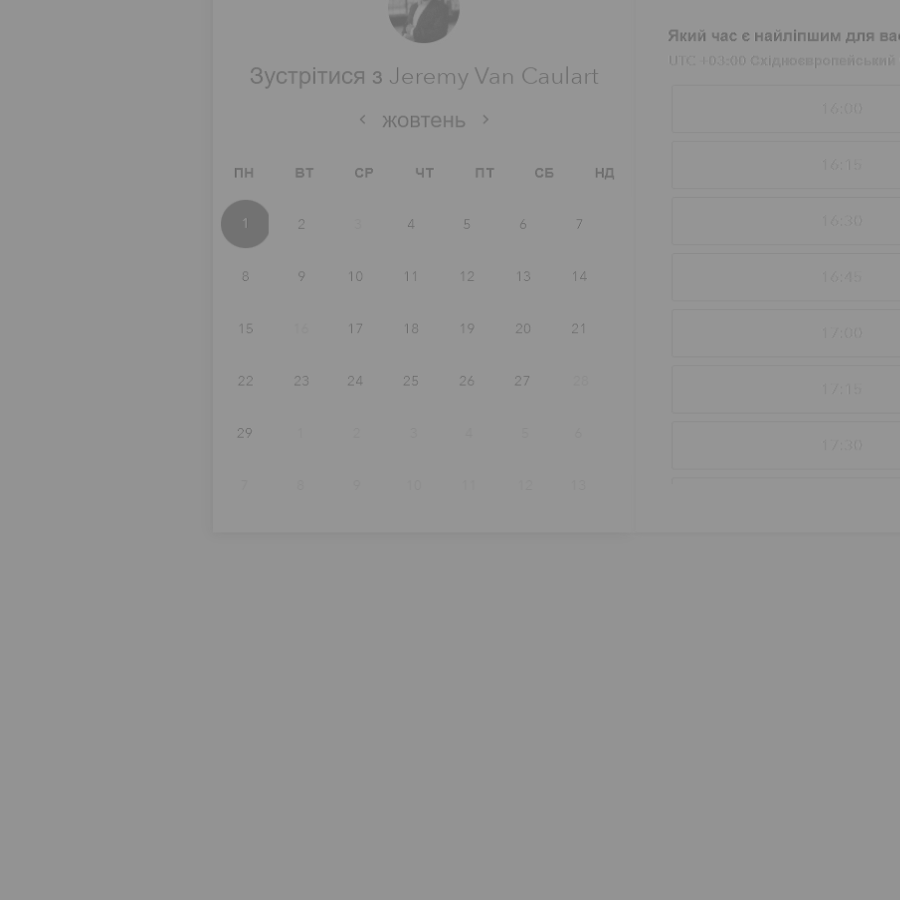 Зустрітися з Jeremy Van Caulart
жовтень
ПН ВТ СР ЧТ ПТ СБ НД
1 2 3 4 5 6 7
8 9 10 11 12 13 14
15 16 17 18 19 20 21
22 23 24 25 26 27 28
29 1 2 3 4 5 6
7 8 9 10 11 12 13
Який час є найліпшим для
UTC +03:00 Східноєвропейський
16:00
16:15
16:30
16:45
17:00
17:15
17:30